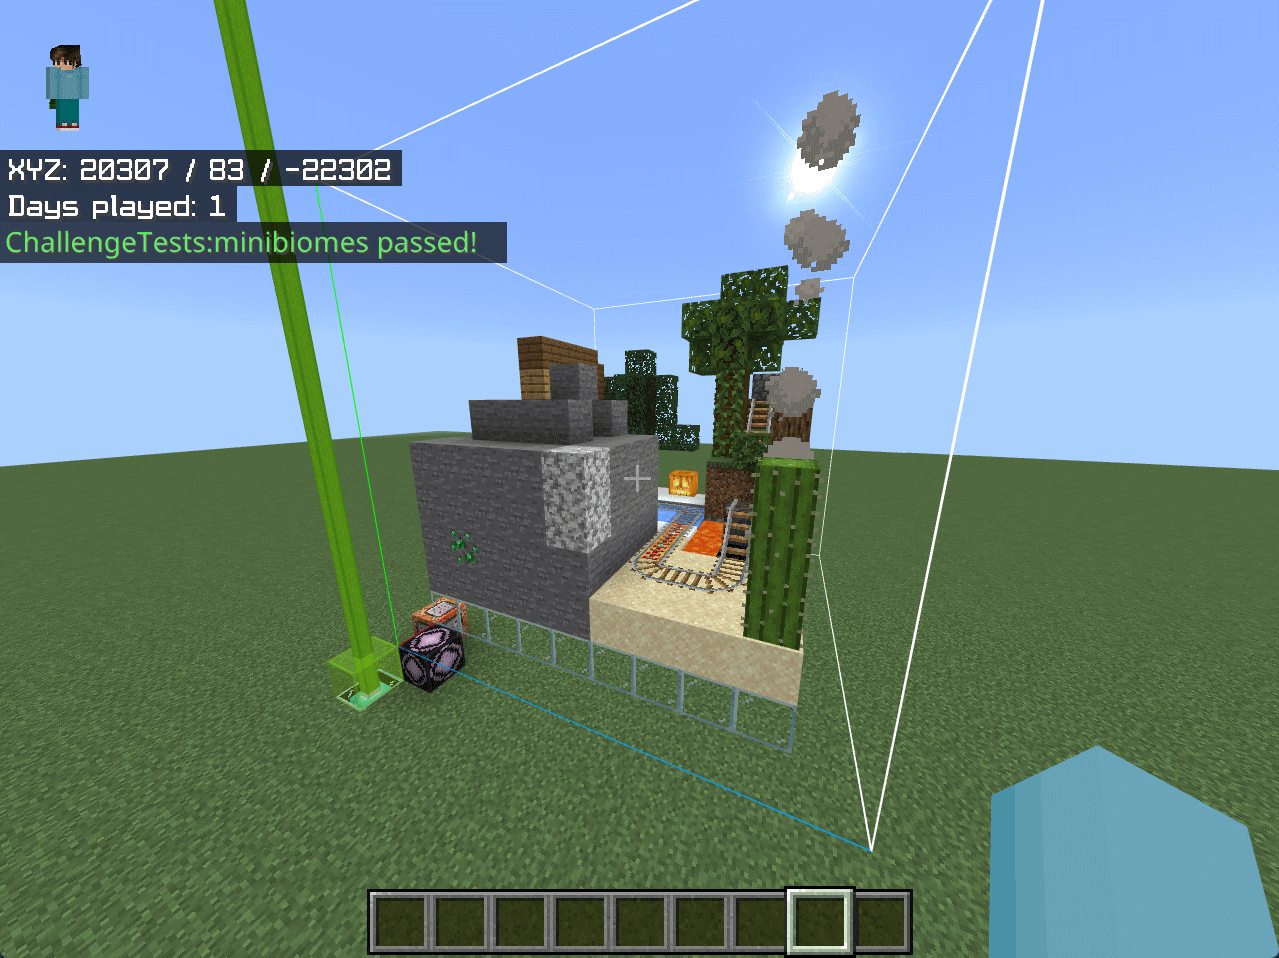 XYZ: 20307 / 83 / -22302
Days played: 1
ChallengeTests:minibiomes passed!